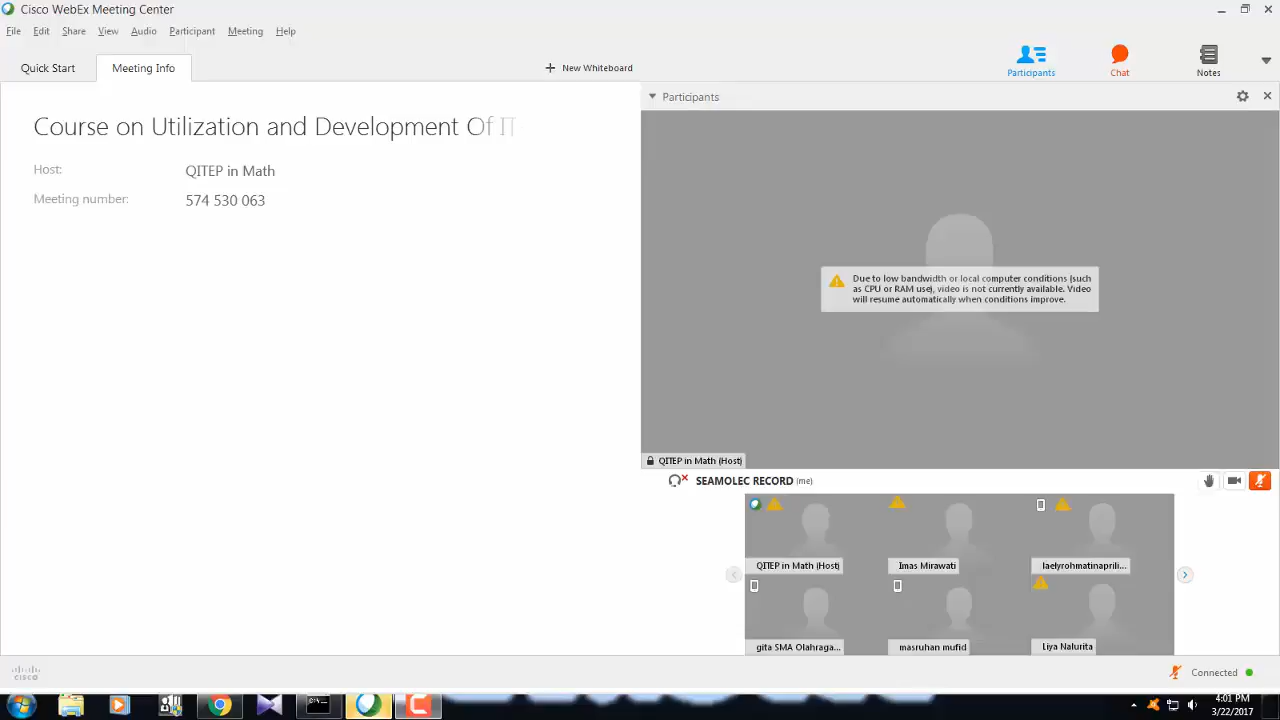 Cisco WebEx Meeting Center
File Edit Share View Audio Participant Meeting Help
Quick Start
Meeting Info
New Whiteboard
Participants
Chat
Notes
Course on Utilization and Development Of IT
Host: QITEP in Math
Meeting number: 574 530 063
Participants
Due to low bandwidth or local computer conditions (such
as CPU or RAM use), video is not currently available. Video
will resume automatically when conditions improve.
QITEP in Math (Host)
SEAMOLEC RECORD (me)
QITEP in Math (Host)
Imas Mirawati
laelyrohmatinaprili...
gita SMA Olahraga...
masruhan mufid
Liya Nalurita
cisco
Connected
4:01 PM
3/22/2017